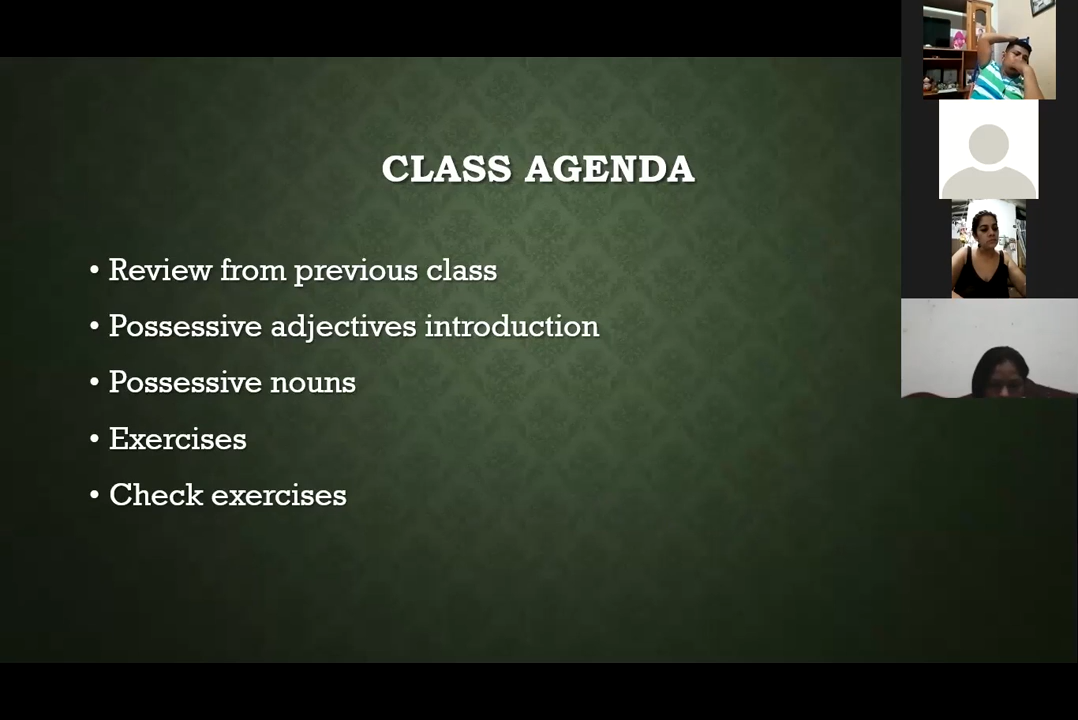 CLASS AGENDA
• Review from previous class
• Possessive adjectives introduction
• Possessive nouns
• Exercises
• Check exercises